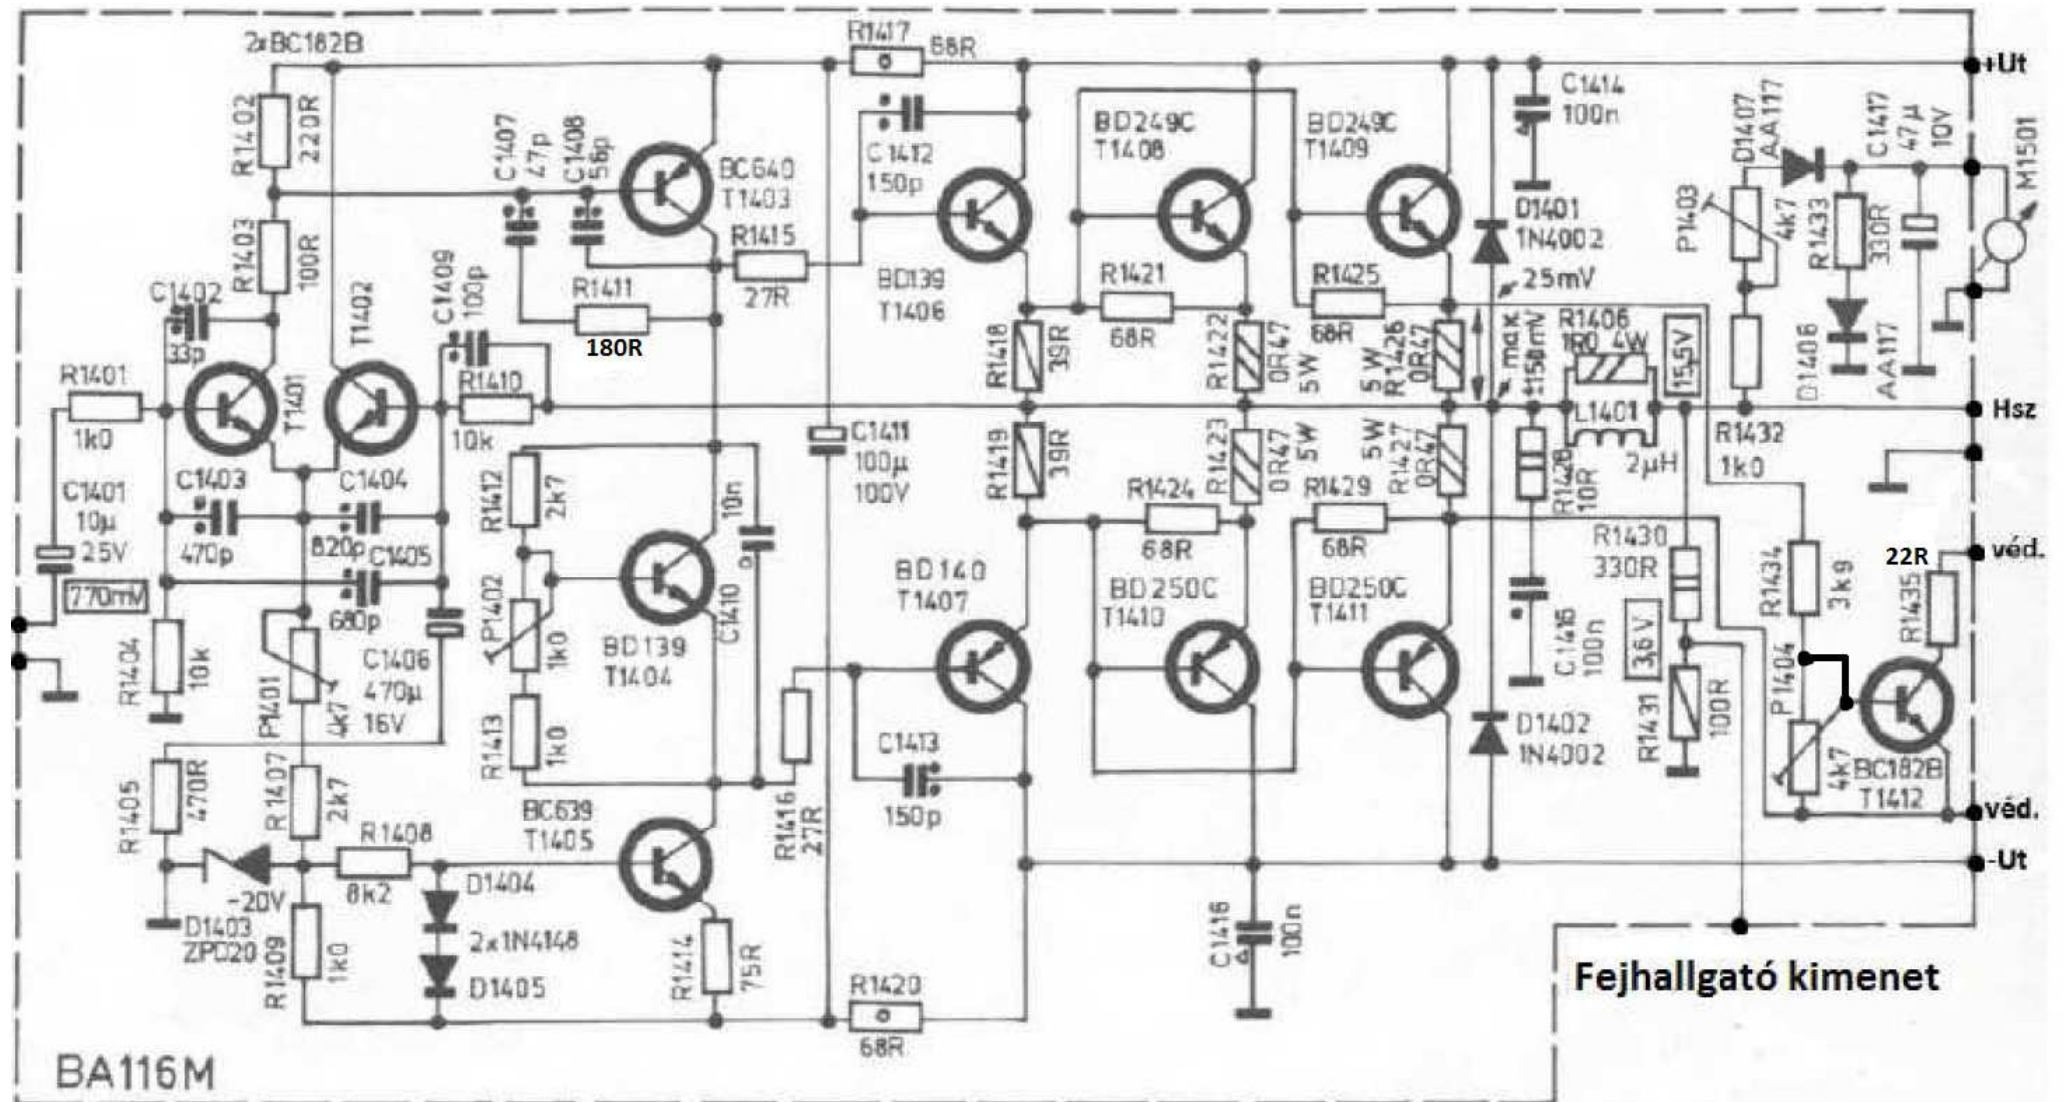 2xBC182B
R1417
68R
+Ut
R1402
220R
C1407
47p
C1408
56p
BC640
T1403
C1412
150p
BD249C
T1408
BD249C
T1409
C1414
100n
D1407
AA117
C1417
47µ
10V
M1501
R1403
100R
C1402
33p
T1402
C1409
100p
R1411
180R
R1415
27R
BD139
T1406
R1421
68R
R1425
68R
D1401
1N4002
25mV
max
±150mV
P1403
4k7
R1433
330R
D1406
AA117
R1401
1k0
T1401
R1410
10k
R1418
39R
R1422
0R47
5W
5W
R1426
0R47
R1406
1R0 4W
15,5V
L1401
2µH
Hsz
R1432
1k0
C1401
10µ
25V
770mV
C1403
470p
C1404
820p
C1405
680p
R1412
2k7
10n
C1410
C1411
100µ
100V
R1419
39R
R1423
0R47
5W
5W
R1427
0R47
R1424
68R
R1429
68R
R1428
10R
R1430
330R
3,6V
R1431
100R
R1434
3k9
22R
R1435
véd.
R1404
10k
P1401
4k7
C1406
470µ
16V
P1402
1k0
BD139
T1404
R1413
1k0
BD140
T1407
BD250C
T1410
BD250C
T1411
C1416
100n
D1402
1N4002
P1404
4k7
BC182B
T1412
véd.
R1405
470R
R1407
2k7
R1408
8k2
BC639
T1405
R1416
27R
C1413
150p
-Ut
-20V
D1403
ZPD20
R1409
1k0
D1404
2x1N4148
D1405
R1414
75R
R1420
68R
C1416
100n
Fejhallgató kimenet
BA116M